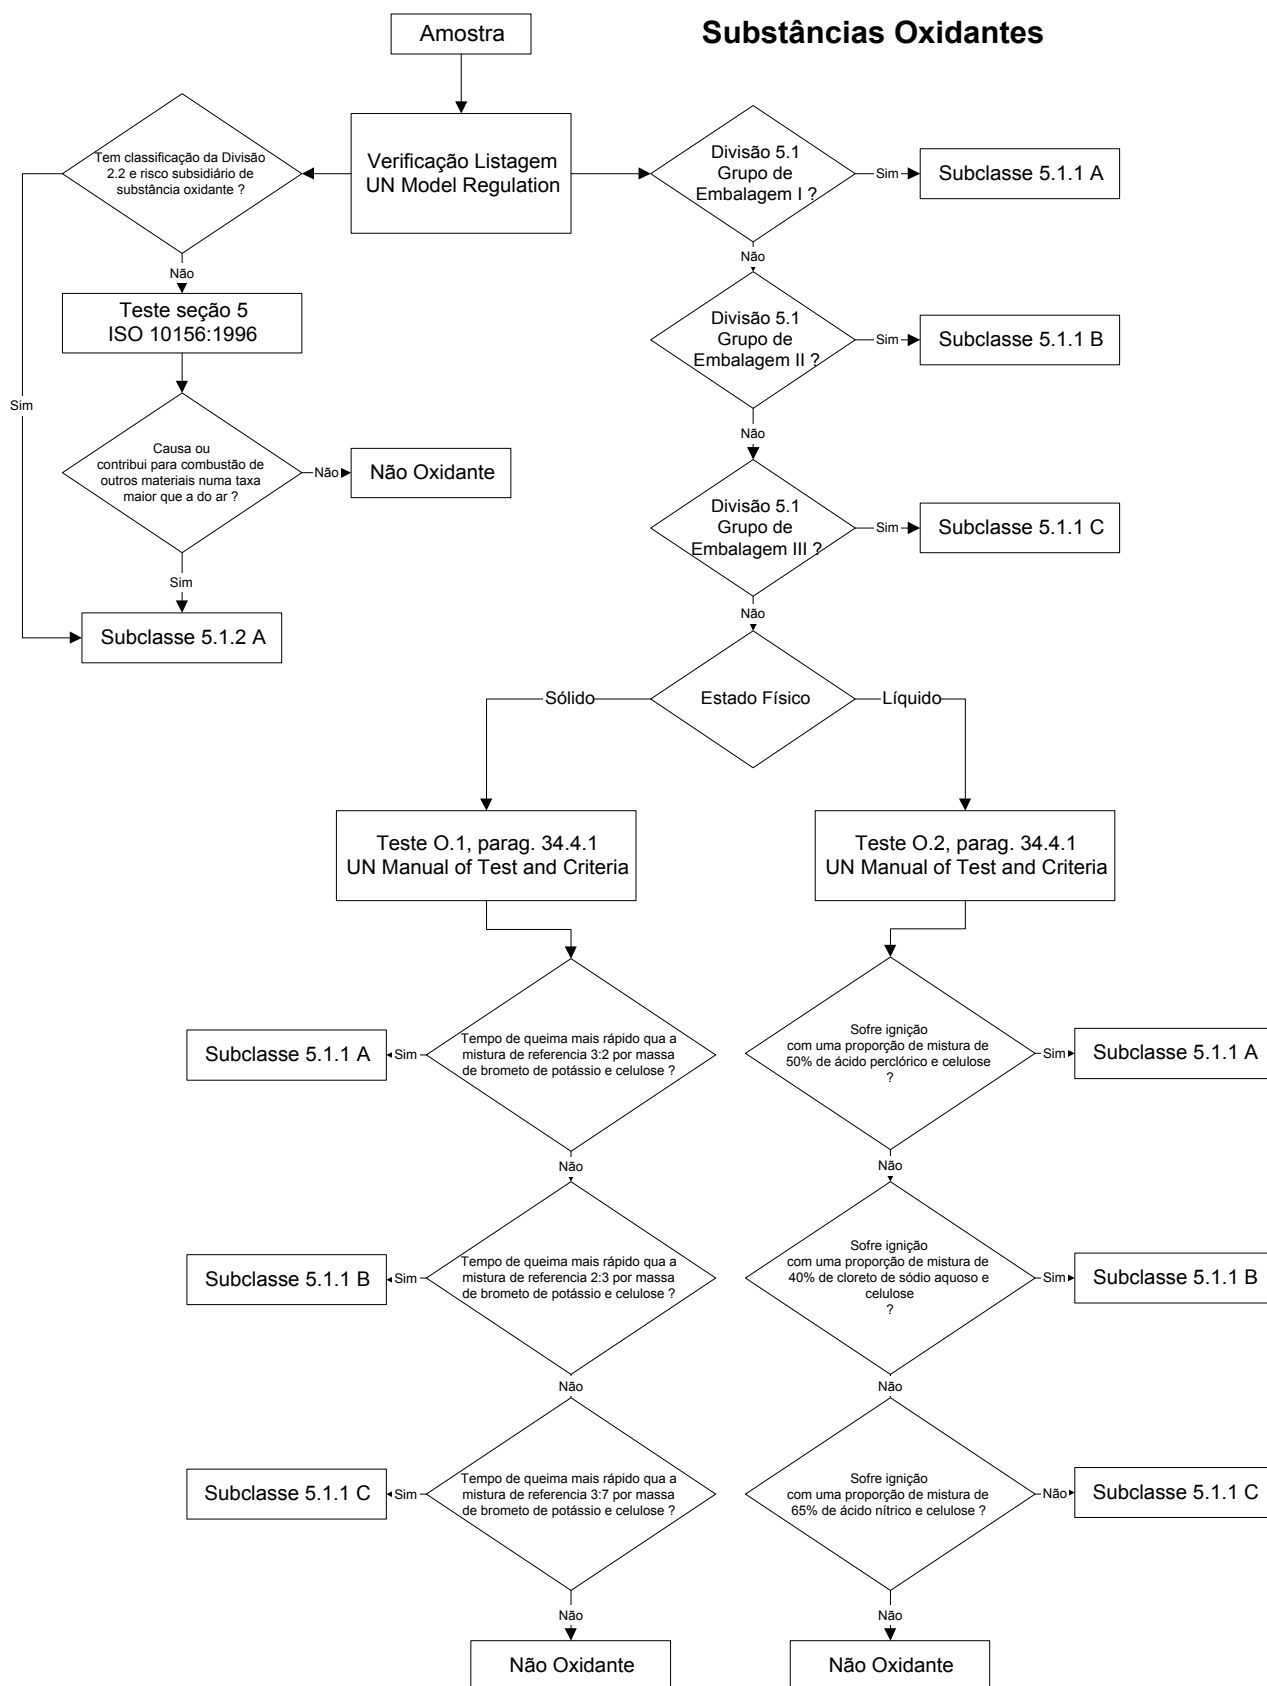 Substâncias Oxidantes
Amostra
Verificação Listagem
UN Model Regulation
Tem classificação da Divisão
2.2 e risco subsidiário de
substância oxidante ?
Sim
Não
Teste seção 5
ISO 10156:1996
Causa ou
contribui para combustão de
outros materiais numa taxa
maior que a do ar ?
Não
Não Oxidante
Sim
Subclasse 5.1.2 A
Divisão 5.1
Grupo de
Embalagem I ?
Sim
Subclasse 5.1.1 A
Não
Divisão 5.1
Grupo de
Embalagem II ?
Sim
Subclasse 5.1.1 B
Não
Divisão 5.1
Grupo de
Embalagem III ?
Sim
Subclasse 5.1.1 C
Não
Estado Físico
Sólido
Líquido
Teste O.1, parag. 34.4.1
UN Manual of Test and Criteria
Tempo de queima mais rápido qua a
mistura de referencia 3:2 por massa
de brometo de potássio e celulose ?
Sim
Subclasse 5.1.1 A
Não
Tempo de queima mais rápido qua a
mistura de referencia 2:3 por massa
de brometo de potássio e celulose ?
Sim
Subclasse 5.1.1 B
Não
Tempo de queima mais rápido qua a
mistura de referencia 3:7 por massa
de brometo de potássio e celulose ?
Sim
Subclasse 5.1.1 C
Não
Não Oxidante
Teste O.2, parag. 34.4.1
UN Manual of Test and Criteria
Sofre ignição
com uma proporção de mistura de
50% de ácido perclórico e celulose
?
Sim
Subclasse 5.1.1 A
Não
Sofre ignição
com uma proporção de mistura de
40% de cloreto de sódio aquoso e
celulose
?
Sim
Subclasse 5.1.1 B
Não
Sofre ignição
com uma proporção de mistura de
65% de ácido nítrico e celulose ?
Não
Subclasse 5.1.1 C
Não
Não Oxidante